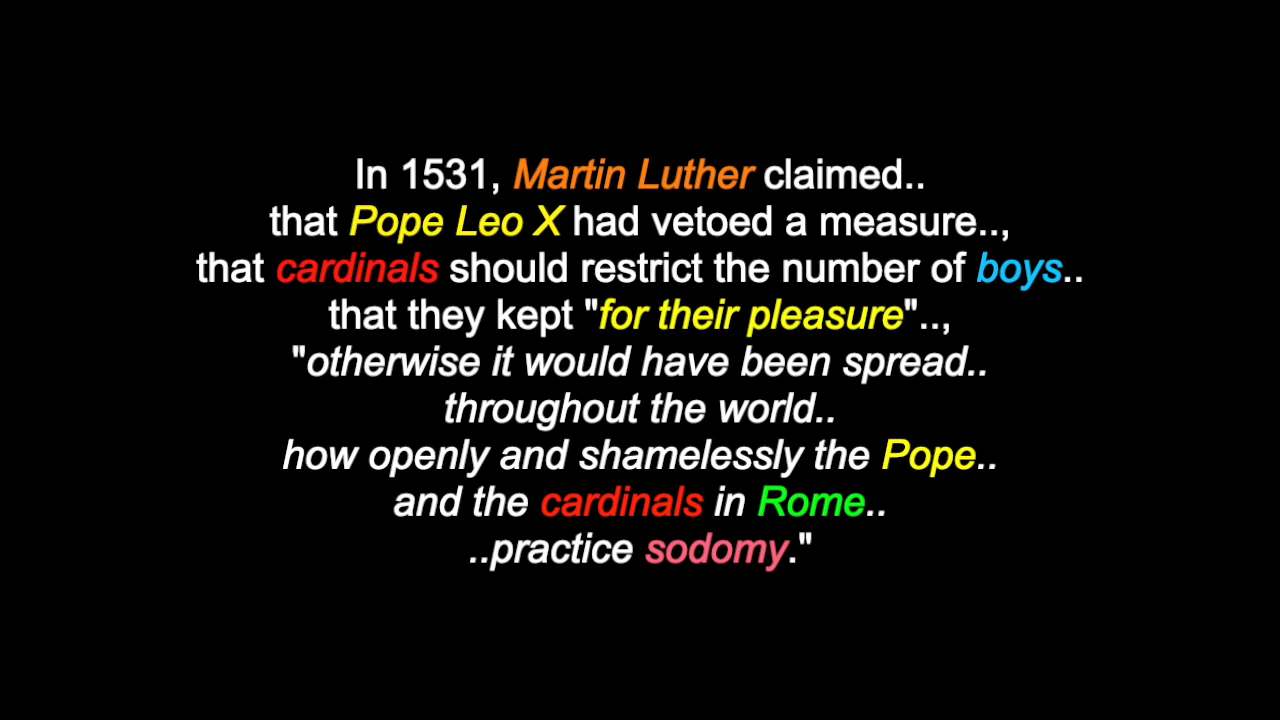 In 1531, Martin Luther claimed..
that Pope Leo X had vetoed a measure..,
that cardinals should restrict the number of boys..
that they kept "for their pleasure"..,
"otherwise it would have been spread..
throughout the world..
how openly and shamelessly the Pope..
and the cardinals in Rome..
..practice sodomy."